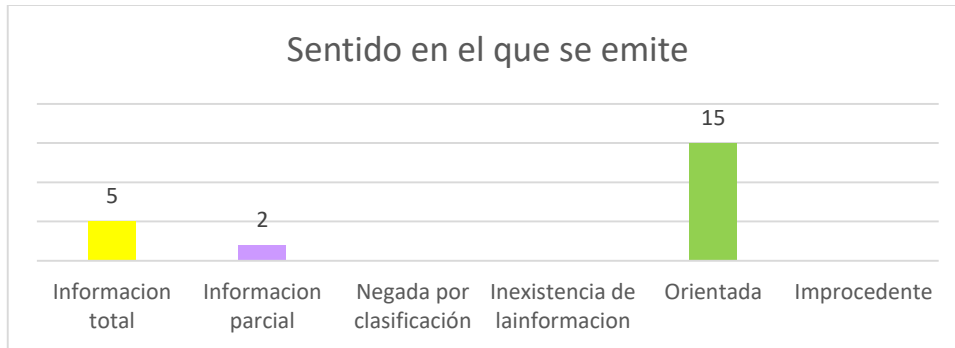 Sentido en el que se emite
15
5
2
Informacion total
Informacion parcial
Negada por clasificación
Inexistencia de lainformacion
Orientada
Improcedente